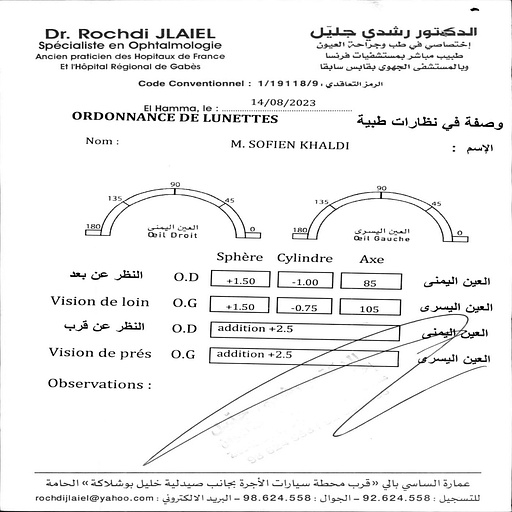 Dr. Rochdi JLAIEL
Spécialiste en Ophtalmologie
Ancien praticien des Hopitaux de France
Et l'Hôpital Régional de Gabès
الدكتور رشدي جليّل
إختصاصي في طب وجراحة العيون
طبيب مباشر بمستشفيات فرنسا
وبالمستشفى الجهوي بقابس سابقا
Code Conventionnel : 1/19118/9 : الرمز التعاقدي
El Hamma, le : 14/08/2023
ORDONNANCE DE LUNETTES
وصفة في نظارات طبية
Nom : M. SOFIEN KHALDI الإسم :
180 135 90 45 0
العين اليمنى
Œil Droit
180 135 90 45 0
العين اليسرى
Œil Gauche
Sphère Cylindre Axe
النظر عن بعد O.D +1.50 -1.00 85 العين اليمنى
Vision de loin O.G +1.50 -0.75 105 العين اليسرى
النظر عن قرب O.D addition +2.5 العين اليمنى
Vision de prés O.G addition +2.5 العين اليسرى
Observations :
عمارة الساسي بالي « قرب محطة سيارات الأجرة بجانب صيدلية خليل بوشلاكة » الحامة
للتسجيل : 92.624.558 - الجوال : 98.624.558 - البريد الالكتروني : rochdijlaiel@yahoo.com